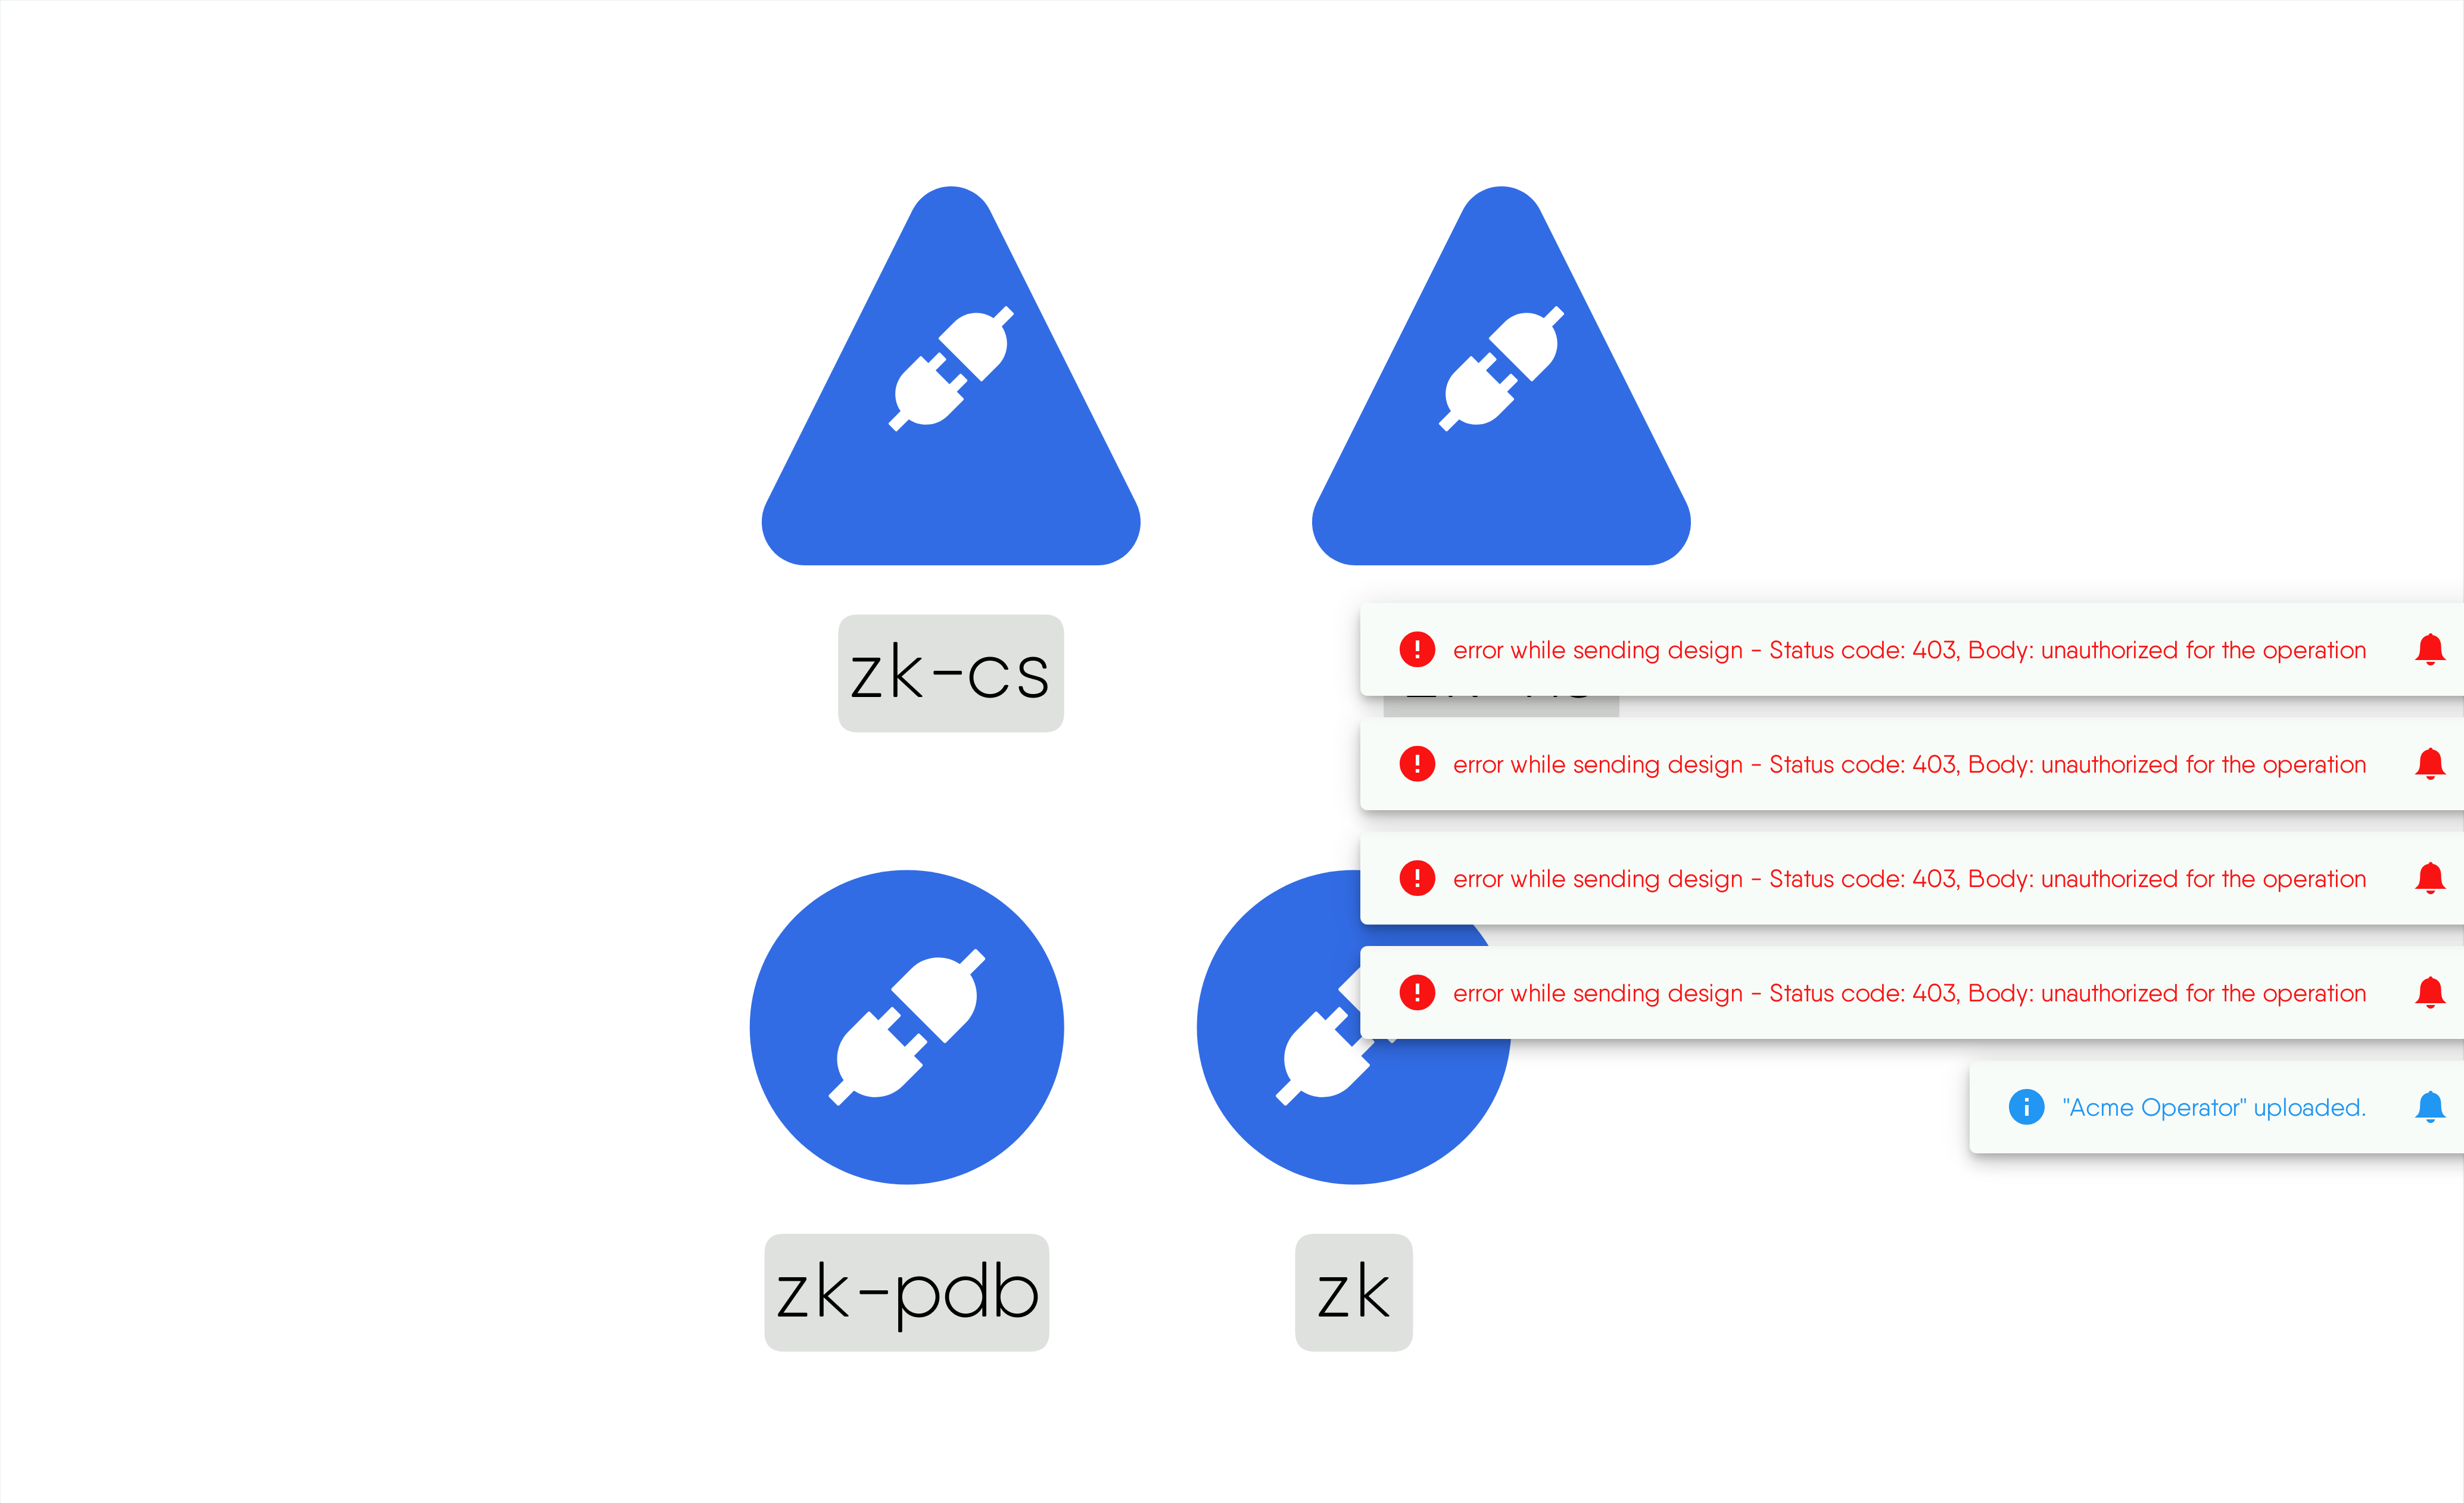 zk-cs
error while sending design - Status code: 403, Body: unauthorized for the operation
error while sending design - Status code: 403, Body: unauthorized for the operation
error while sending design - Status code: 403, Body: unauthorized for the operation
error while sending design - Status code: 403, Body: unauthorized for the operation
"Acme Operator" uploaded.
zk-pdb
zk